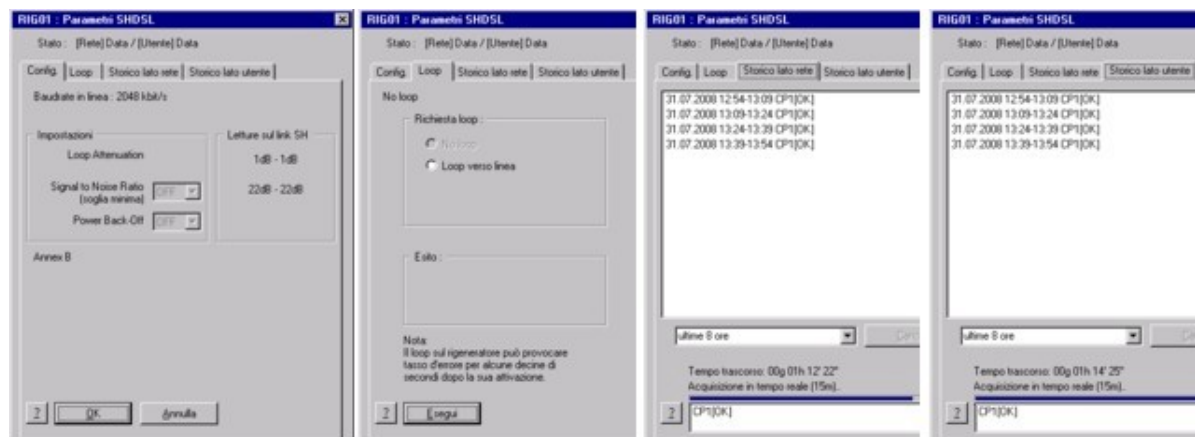 RIG01 : Parametri SHDSL
Stato : [Rete] Data / [Utente] Data
Config. Loop Storico lato rete Storico lato utente
Baudrate in linea : 2048 kbit/s
Impostazioni
Loop Attenuation
Signal to Noise Ratio
(soglia minima)
OFF
Power Back-Off
OFF
Letture sul link SH
1dB - 1dB
22dB - 22dB
Annex B
?
OK
Annulla
RIG01 : Parametri SHDSL
Stato : [Rete] Data / [Utente] Data
Config. Loop Storico lato rete Storico lato utente
No loop
Richiesta loop :
No loop
Loop verso linea
Esito :
Nota:
Il loop sul rigeneratore può provocare
tasso d'errore per alcune decine di
secondi dopo la sua attivazione.
?
Esegui
RIG01 : Parametri SHDSL
Stato : [Rete] Data / [Utente] Data
Config. Loop Storico lato rete Storico lato utente
31.07.2008 12:54-13:09 CP1[OK]
31.07.2008 13:09-13:24 CP1[OK]
31.07.2008 13:24-13:39 CP1[OK]
31.07.2008 13:39-13:54 CP1[OK]
ultime 8 ore
Tempo trascorso: 00g 01h 12' 22"
Acquisizione in tempo reale (15m)..
?
CP1[OK]
RIG01 : Parametri SHDSL
Stato : [Rete] Data / [Utente] Data
Config. Loop Storico lato rete Storico lato utente
31.07.2008 12:54-13:09 CP1[OK]
31.07.2008 13:09-13:24 CP1[OK]
31.07.2008 13:24-13:39 CP1[OK]
31.07.2008 13:39-13:54 CP1[OK]
ultime 8 ore
Tempo trascorso: 00g 01h 14' 25"
Acquisizione in tempo reale (15m)..
?
CP1[OK]